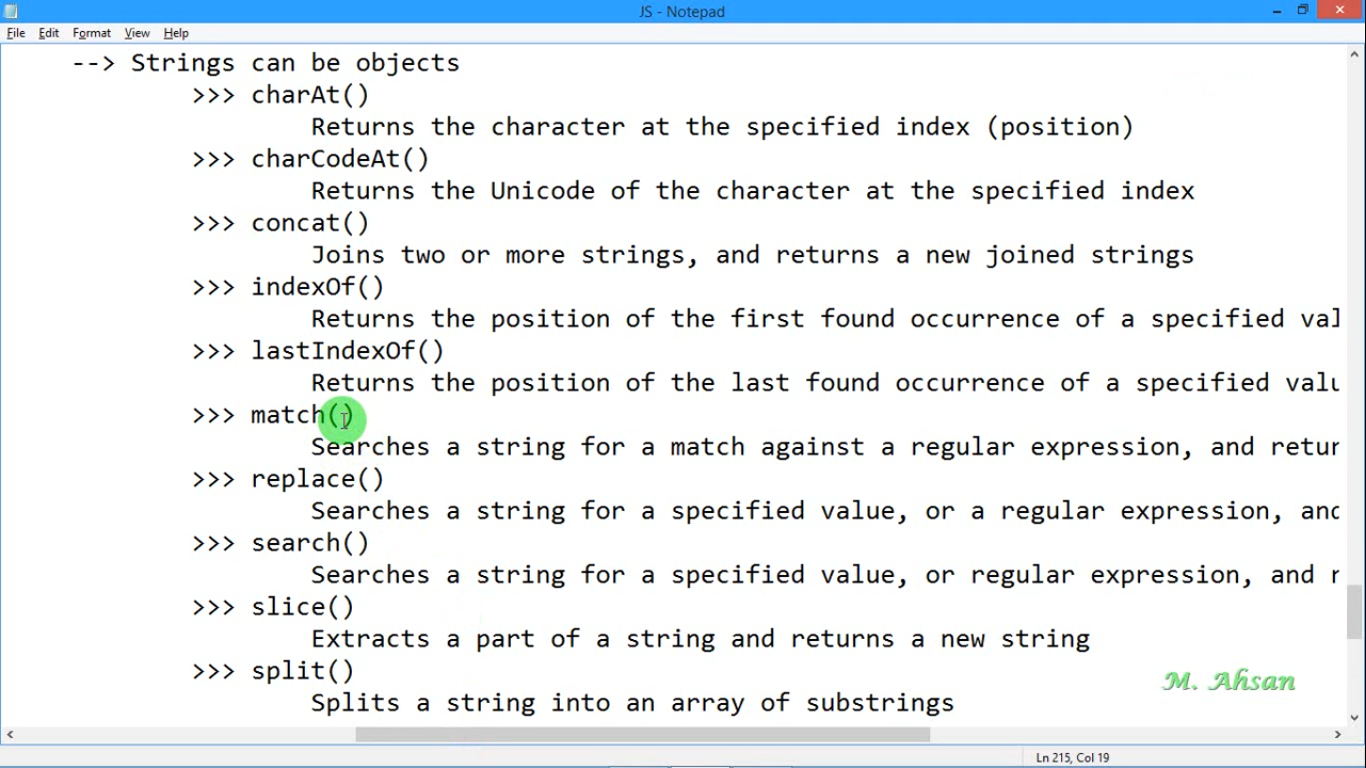 JS - Notepad
File Edit Format View Help
--> Strings can be objects
>>> charAt()
Returns the character at the specified index (position)
>>> charCodeAt()
Returns the Unicode of the character at the specified index
>>> concat()
Joins two or more strings, and returns a new joined strings
>>> indexOf()
Returns the position of the first found occurrence of a specified val
>>> lastIndexOf()
Returns the position of the last found occurrence of a specified valu
>>> match()
Searches a string for a match against a regular expression, and retur
>>> replace()
Searches a string for a specified value, or a regular expression, and
>>> search()
Searches a string for a specified value, or regular expression, and r
>>> slice()
Extracts a part of a string and returns a new string
>>> split()
Splits a string into an array of substrings
M. Ahsan
Ln 215, Col 19